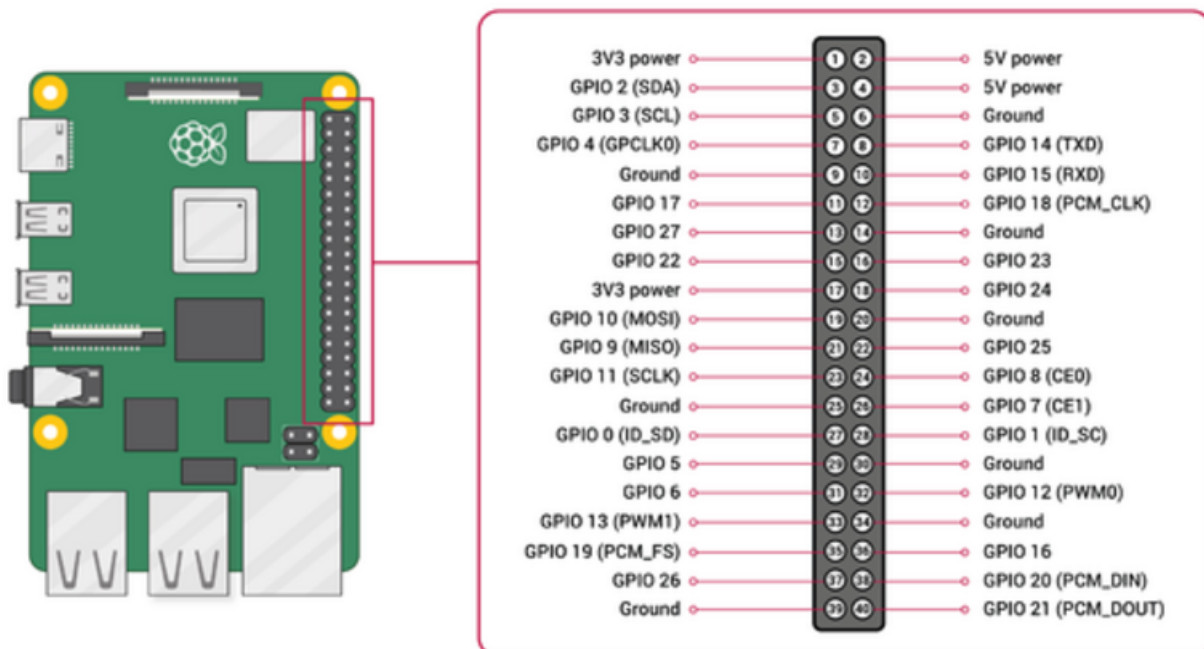 3V3 power 1 2 5V power
GPIO 2 (SDA) 3 4 5V power
GPIO 3 (SCL) 5 6 Ground
GPIO 4 (GPCLK0) 7 8 GPIO 14 (TXD)
Ground 9 10 GPIO 15 (RXD)
GPIO 17 11 12 GPIO 18 (PCM_CLK)
GPIO 27 13 14 Ground
GPIO 22 15 16 GPIO 23
3V3 power 17 18 GPIO 24
GPIO 10 (MOSI) 19 20 Ground
GPIO 9 (MISO) 21 22 GPIO 25
GPIO 11 (SCLK) 23 24 GPIO 8 (CE0)
Ground 25 26 GPIO 7 (CE1)
GPIO 0 (ID_SD) 27 28 GPIO 1 (ID_SC)
GPIO 5 29 30 Ground
GPIO 6 31 32 GPIO 12 (PWM0)
GPIO 13 (PWM1) 33 34 Ground
GPIO 19 (PCM_FS) 35 36 GPIO 16
GPIO 26 37 38 GPIO 20 (PCM_DIN)
Ground 39 40 GPIO 21 (PCM_DOUT)